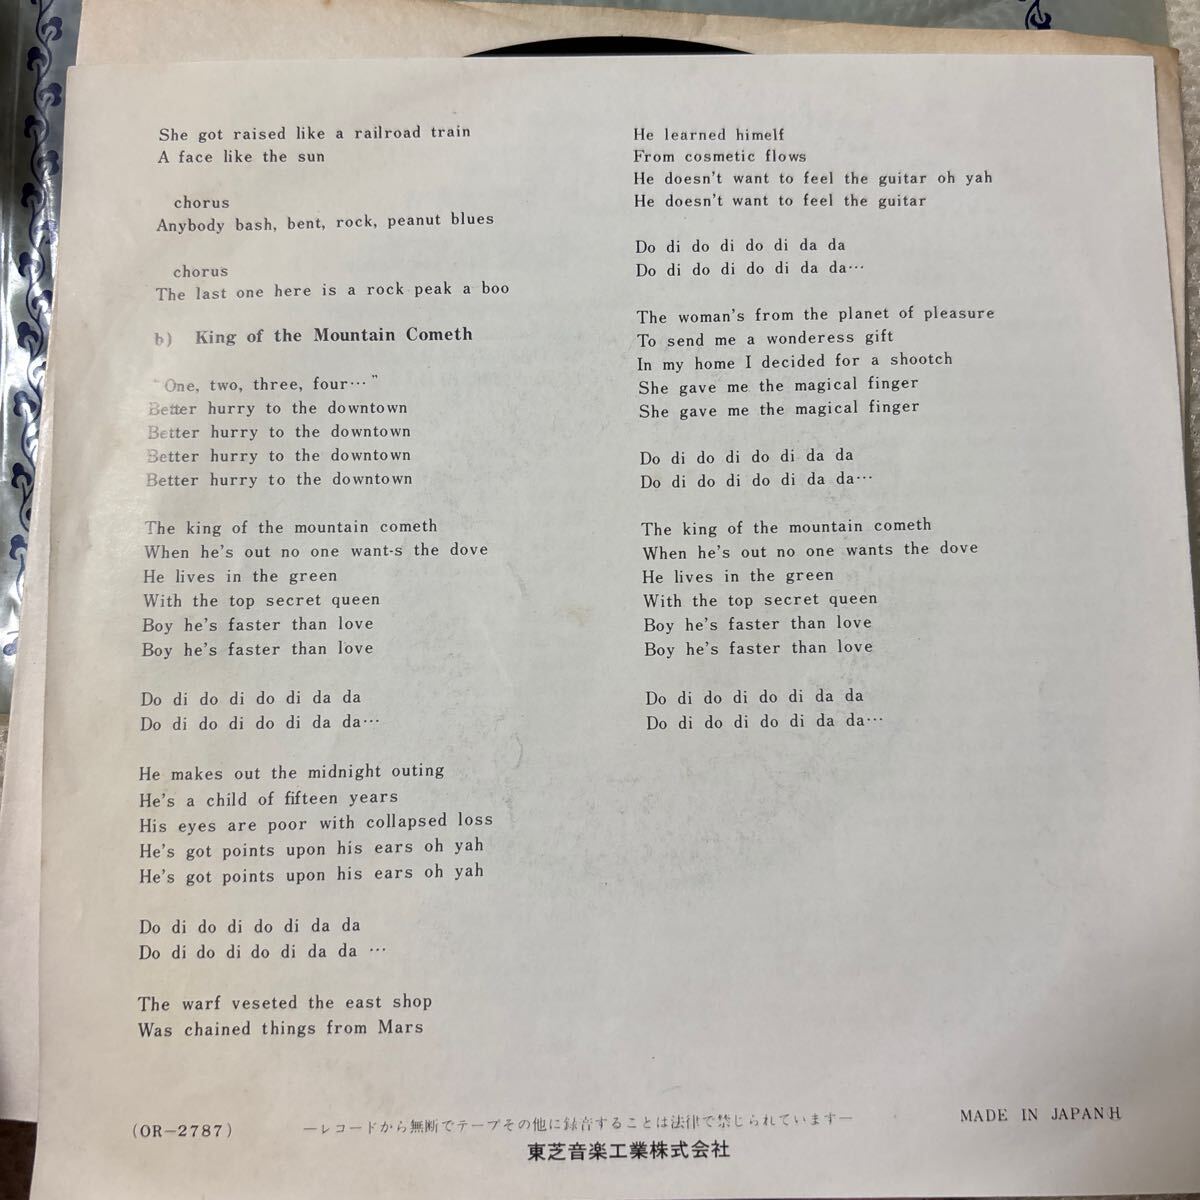 She got raised like a railroad train
A face like the sun
chorus
Anybody bash, bent, rock, peanut blues
chorus
The last one here is a rock peak a boo
b) King of the Mountain Cometh
"One, two, three, four…"
Better hurry to the downtown
Better hurry to the downtown
Better hurry to the downtown
Better hurry to the downtown
The king of the mountain cometh
When he's out no one want-s the dove
He lives in the green
With the top secret queen
Boy he's faster than love
Boy he's faster than love
Do di do di do di da da
Do di do di do di da da…
He makes out the midnight outing
He's a child of fifteen years
His eyes are poor with collapsed loss
He's got points upon his ears oh yah
He's got points upon his ears oh yah
Do di do di do di da da
Do di do di do di da da …
The warf veseted the east shop
Was chained things from Mars
He learned himelf
From cosmetic flows
He doesn't want to feel the guitar oh yah
He doesn't want to feel the guitar
Do di do di do di da da
Do di do di do di da da…
The woman's from the planet of pleasure
To send me a wonderess gift
In my home I decided for a shootch
She gave me the magical finger
She gave me the magical finger
Do di do di do di da da
Do di do di do di da da…
The king of the mountain cometh
When he's out no one wants the dove
He lives in the green
With the top secret queen
Boy he's faster than love
Boy he's faster than love
Do di do di do di da da
Do di do di do di da da…
(OR-2787)
—レコードから無断でテープその他に録音することは法律で禁じられています—
東芝音楽工業株式会社
MADE IN JAPAN H